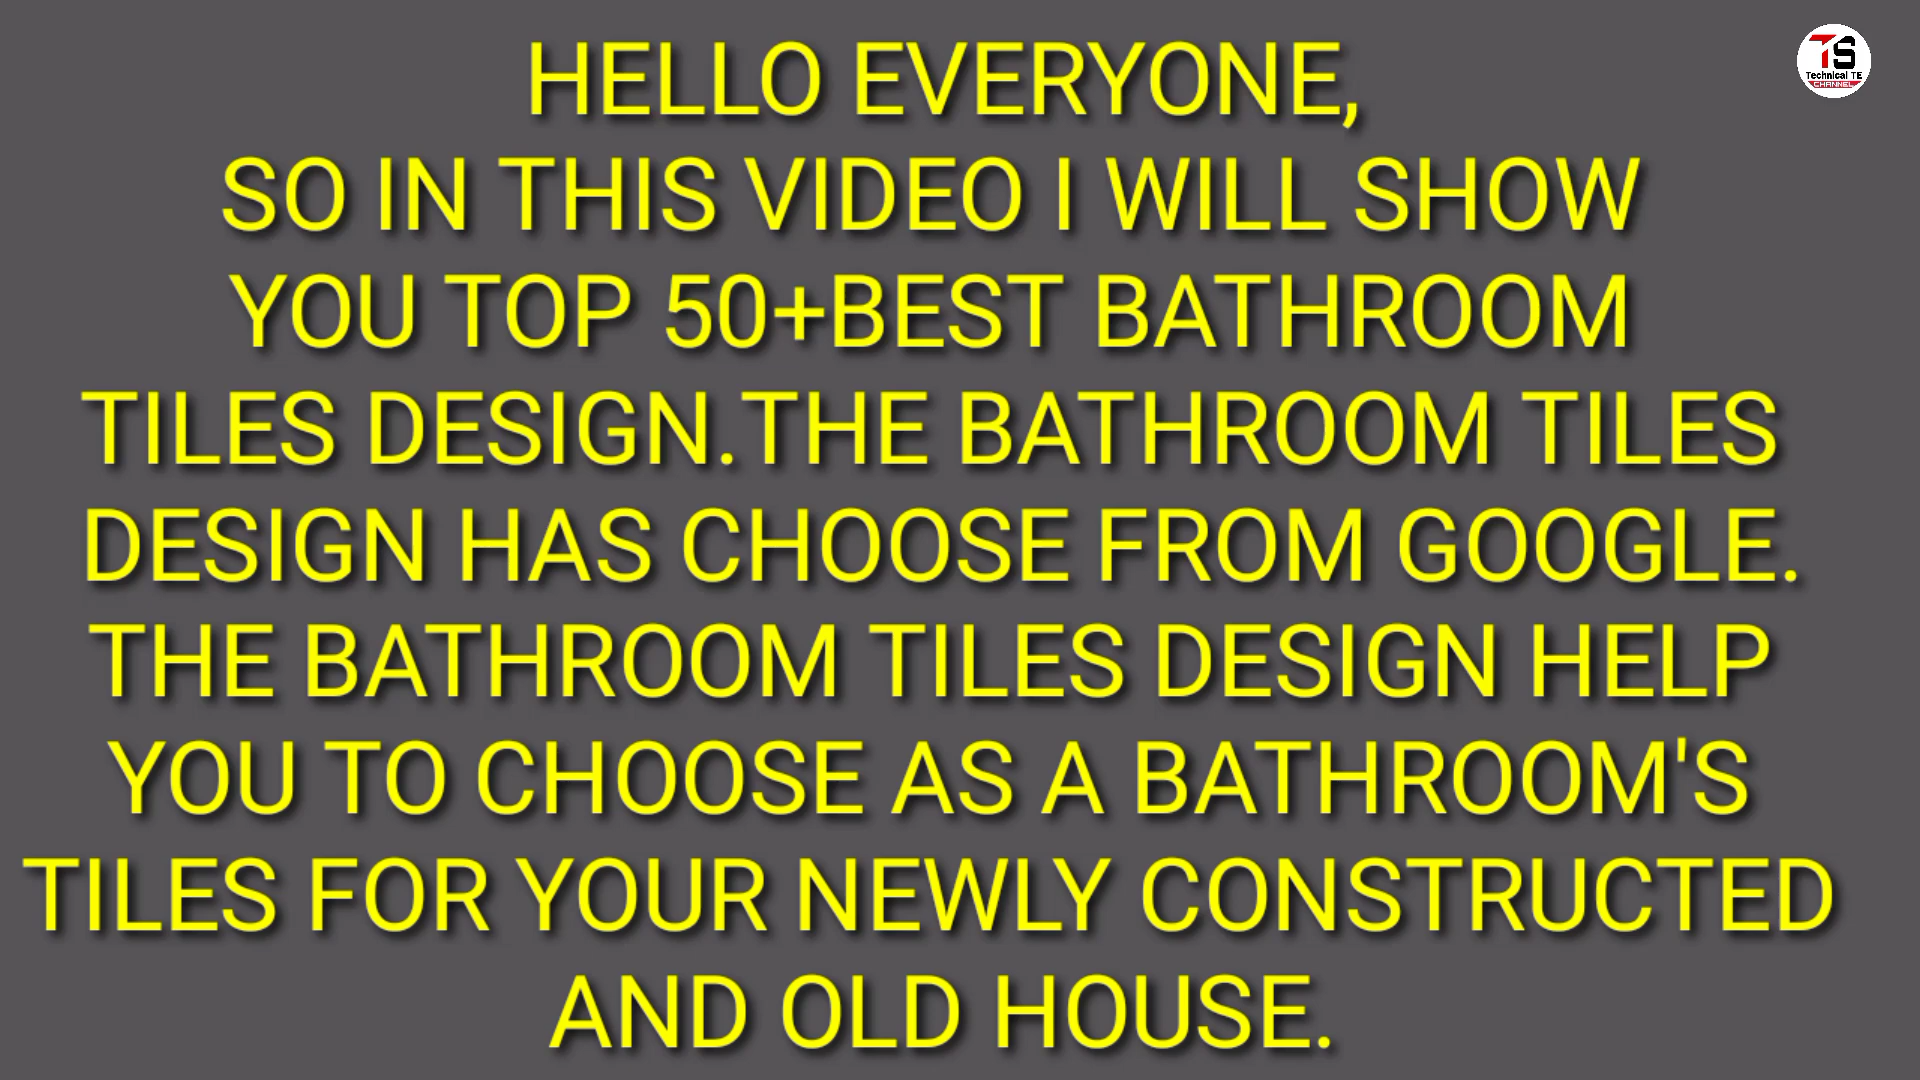 HELLO EVERYONE,
SO IN THIS VIDEO I WILL SHOW
YOU TOP 50+BEST BATHROOM
TILES DESIGN.THE BATHROOM TILES
DESIGN HAS CHOOSE FROM GOOGLE.
THE BATHROOM TILES DESIGN HELP
YOU TO CHOOSE AS A BATHROOM'S
TILES FOR YOUR NEWLY CONSTRUCTED
AND OLD HOUSE.
TS
Technical TE
CHANNEL